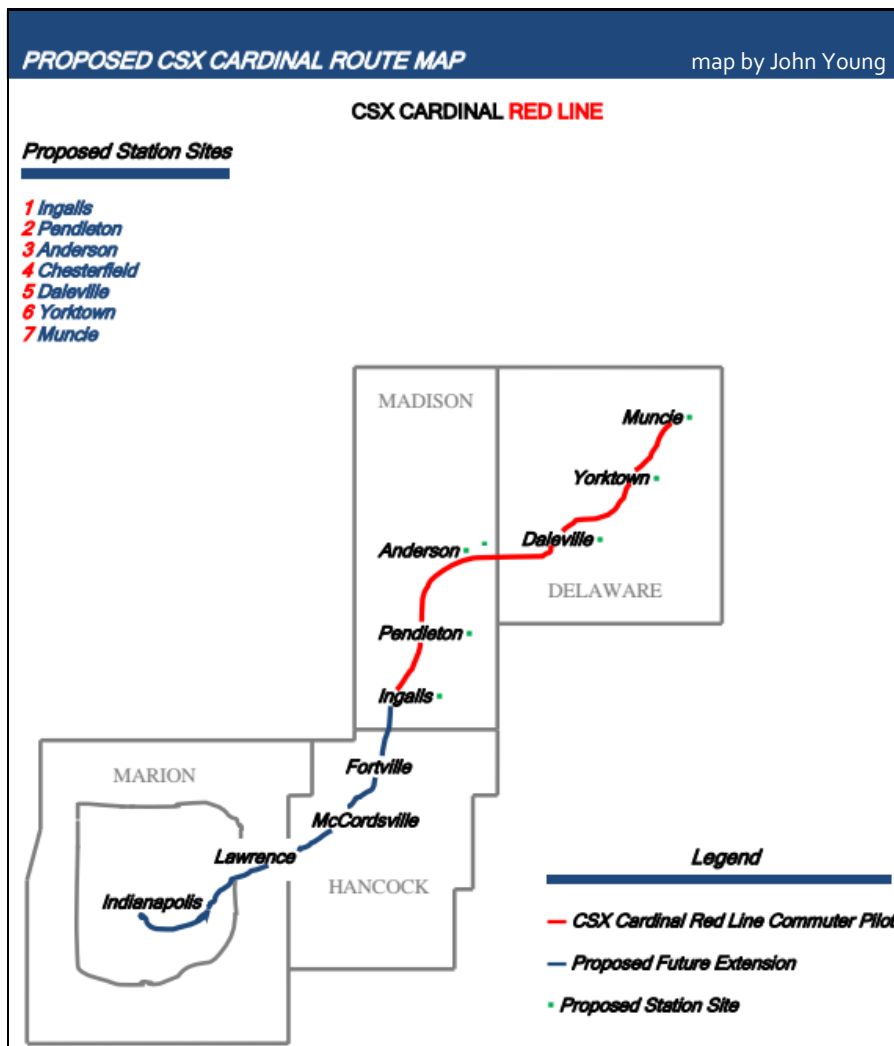 PROPOSED CSX CARDINAL ROUTE MAP map by John Young
CSX CARDINAL RED LINE
Proposed Station Sites
1 Ingalls
2 Pendleton
3 Anderson
4 Chesterfield
5 Daleville
6 Yorktown
7 Muncie
MADISON
Muncie
Yorktown
Daleville
Anderson
DELAWARE
Pendleton
Ingalls
Fortville
MARION
McCordsville
Lawrence
HANCOCK
Indianapolis
Legend
CSX Cardinal Red Line Commuter Pilot
Proposed Future Extension
Proposed Station Site